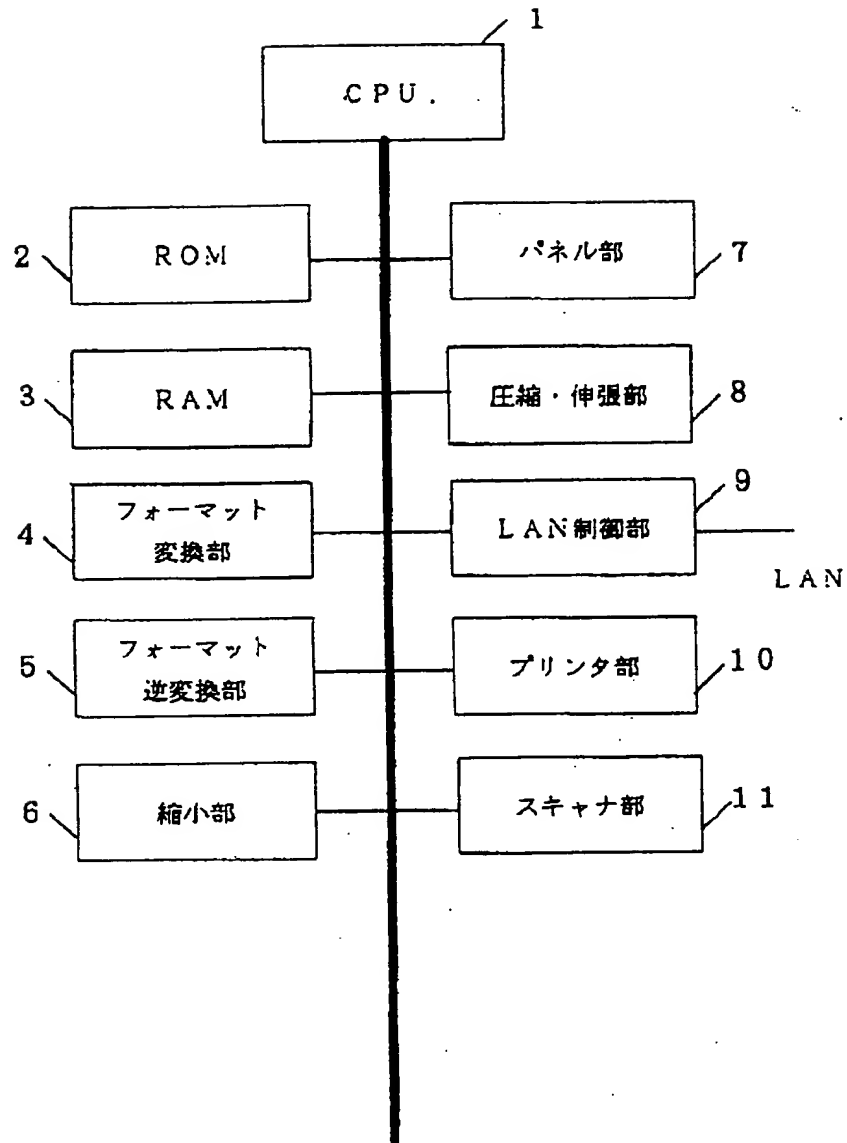 1
CPU.
2
ROM
パネル部
7
3
RAM
圧縮・伸張部
8
4
フォーマット
変換部
9
LAN制御部
LAN
5
フォーマット
逆変換部
プリンタ部
10
6
縮小部
スキャナ部
11